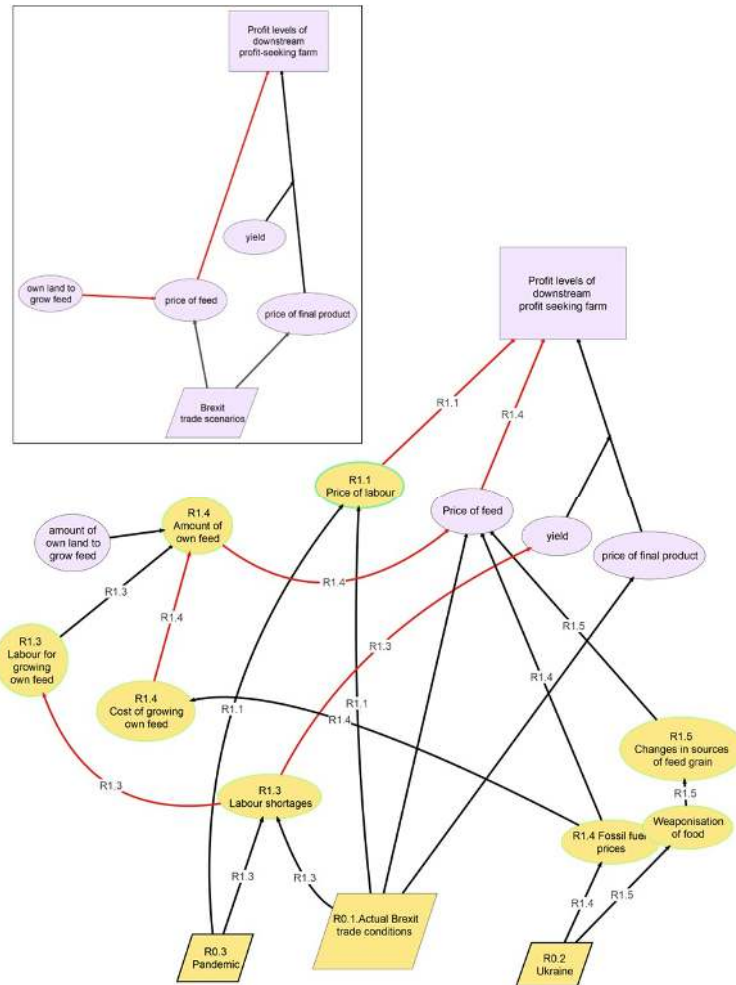 Profit levels of
downstream
profit-seeking farm
yield
own land to
grow feed
price of feed
price of final product
Brexit
trade scenarios
Profit levels of
downstream
profit seeking farm
R1.1
R1.4
R1.1
Price of labour
R1.4
Amount of
own feed
Price of feed
amount of
own land to
grow feed
yield
price of final product
R1.4
R1.3
R1.4
R1.3
R1.5
R1.3
Labour for
growing
own feed
R1.4
R1.4
Cost of growing
own feed
R1.1
R1.1
R1.4
R1.5
Changes in sources
of feed grain
R1.3
R1.3
Labour shortages
R1.5
Weaponisation
of food
R1.4 Fossil fuel
prices
R1.3
R1.3
R1.4
R1.5
R0.1.Actual Brexit
trade conditions
R0.3
Pandemic
R0.2
Ukraine